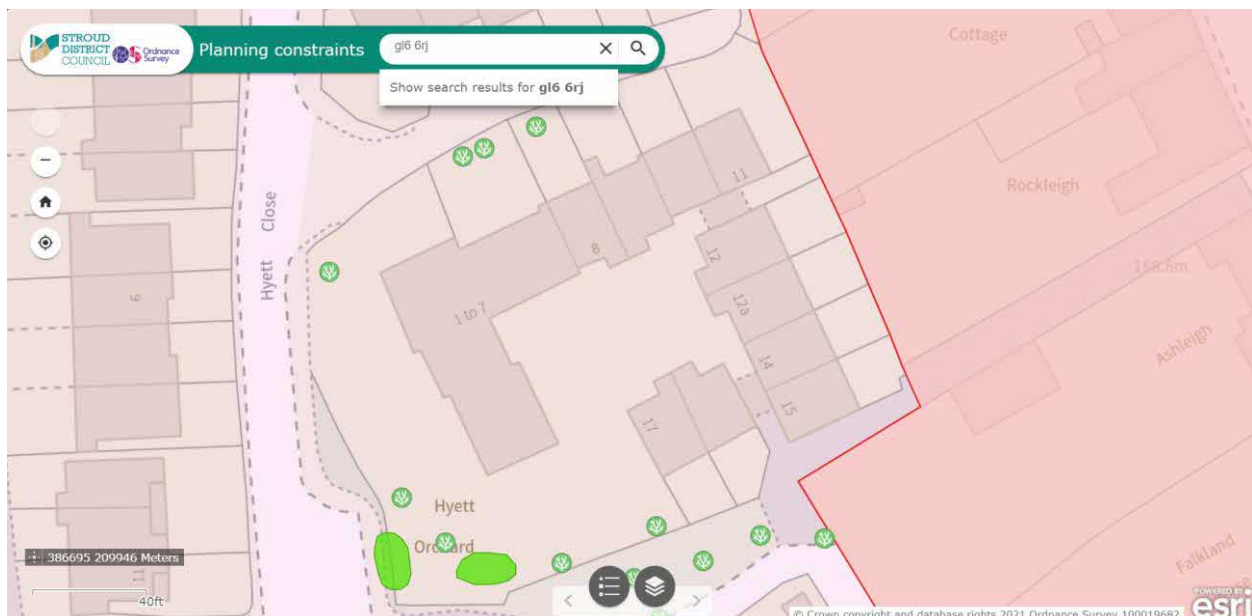 STROUD
DISTRICT
COUNCIL
Ordnance
Survey
Planning constraints
gl6 6rj
Show search results for gl6 6rj
Cottage
Rockleigh
158.6m
Ashleigh
Falkland
Hyett Close
6
11
8
12
12a
1 to 7
14
15
17
Hyett
Orchard
11
386695 209946 Meters
40ft
© Crown copyright and database rights 2021 Ordnance Survey 100019682
POWERED BY
esri